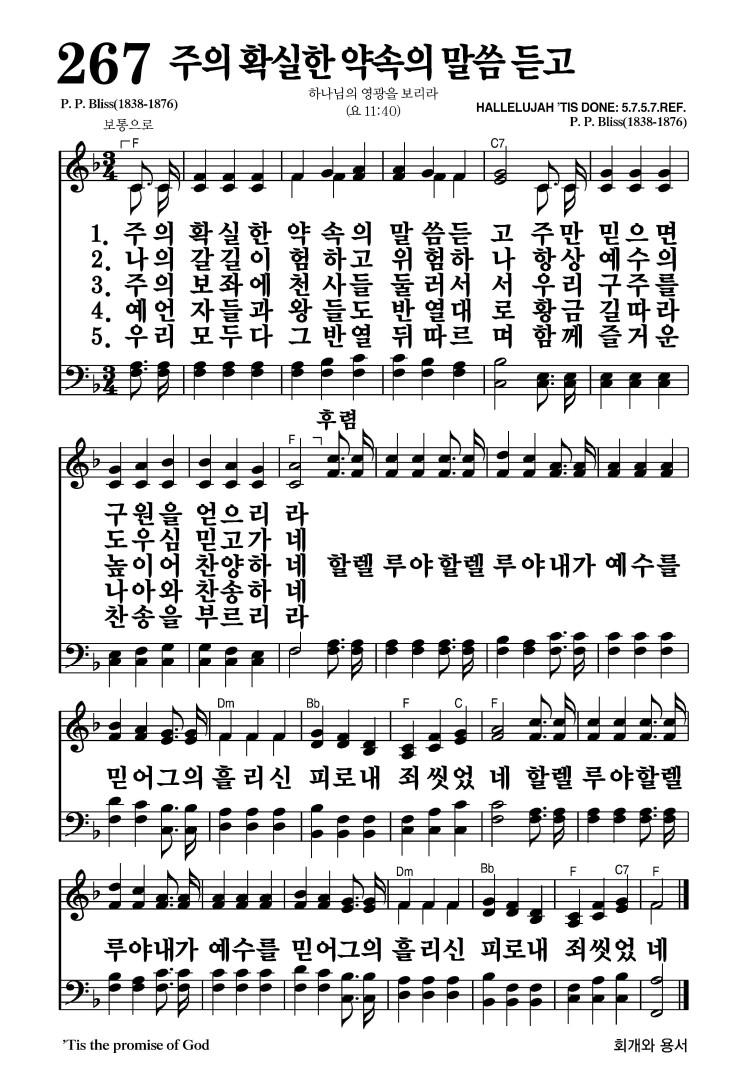 267 주의 확실한 약속의 말씀 듣고
하나님의 영광을 보리라
(요 11:40)
P. P. Bliss(1838-1876)
HALLELUJAH ’TIS DONE: 5.7.5.7.REF.
P. P. Bliss(1838-1876)
보통으로
F C7
1. 주의 확실한 약 속의 말 씀듣 고 주만 믿으면
2. 나의 갈길이 험 하고 위험하 나 항상 예수의
3. 주의 보좌에 천 사들 둘러서 서 우리 구주를
4. 예언 자들과 왕 들도 반열대 로 황금 길따라
5. 우리 모두다 그반열 뒤따르 며 함께 즐거운
후렴
F
구원을 얻으리 라
도우심 믿고가 네
높이어 찬양하 네 할렐 루야할렐 루야내가 예수를
나아와 찬송하 네
찬송을 부르리 라
Dm Bb F C F
믿어그의 흘리신 피로내 죄씻었 네 할렐 루야할렐
Dm Bb F C7 F
루야내가 예수를 믿어그의 흘리신 피로내 죄씻었 네
’Tis the promise of God
회개와 용서